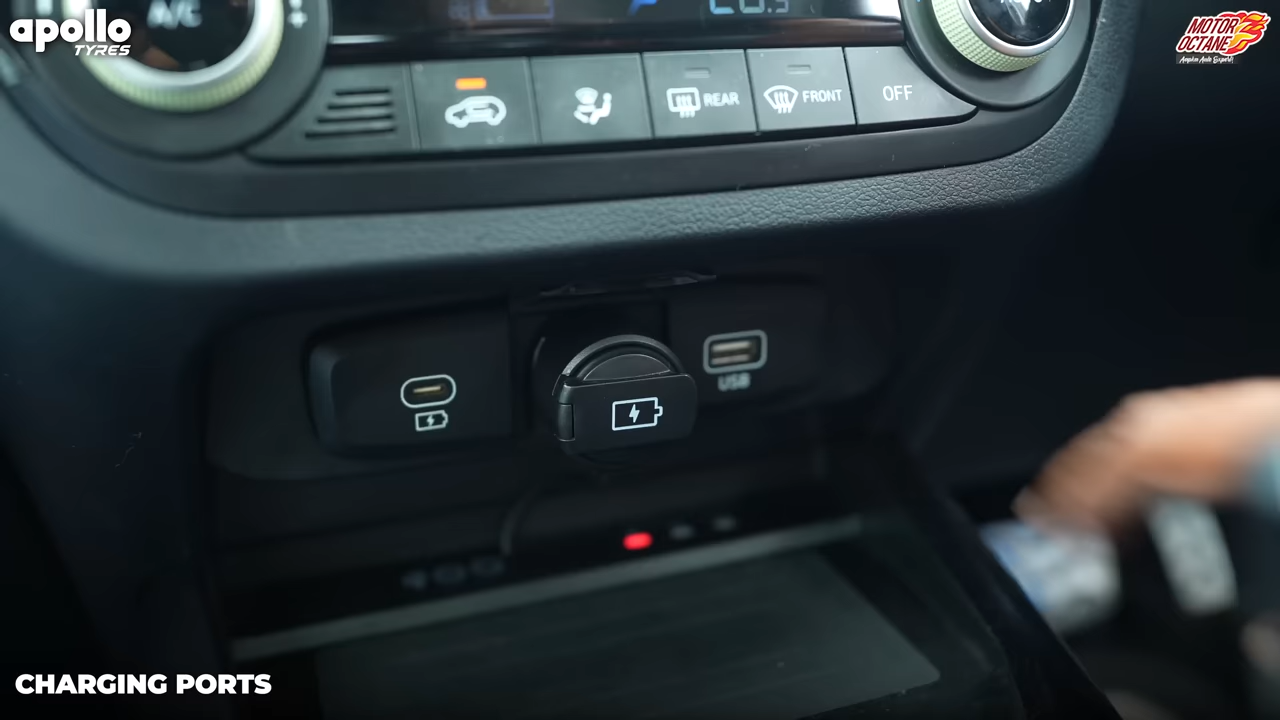 apollo
TYRES
MOTOR
OCTANE
A/C
REAR
FRONT
OFF
USB
CHARGING PORTS